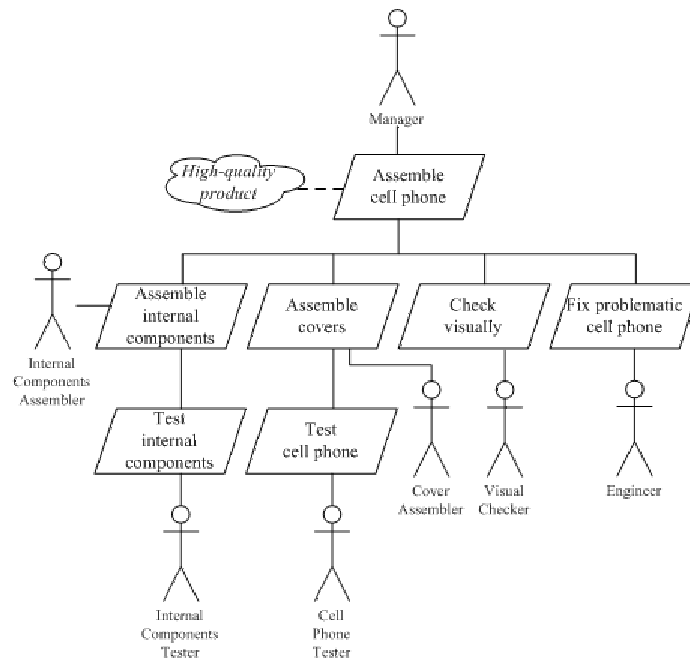 Manager
High-quality
product
Assemble
cell phone
Assemble
internal
components
Assemble
covers
Check
visually
Fix problematic
cell phone
Internal
Components
Assembler
Test
internal
components
Test
cell phone
Cover
Assembler
Visual
Checker
Engineer
Internal
Components
Tester
Cell
Phone
Tester